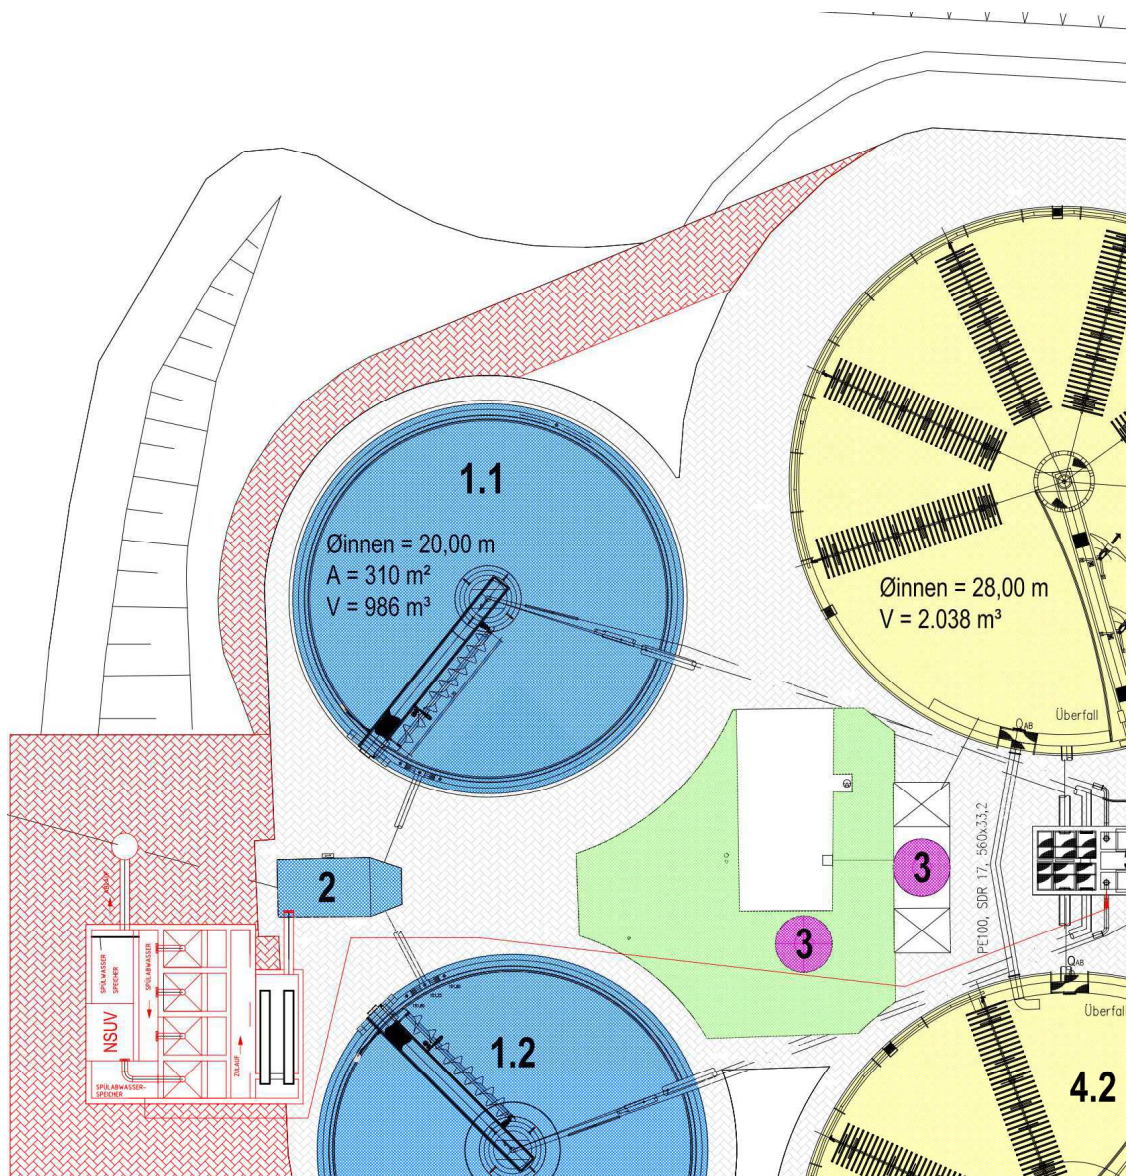 1.1
Øinnen = 20,00 m
A = 310 m²
V = 986 m³
Øinnen = 28,00 m
V = 2.038 m³
Überfall
QAB
PE100, SDR 17, 560x33,2
2
3
3
ABLAUF
SPÜLWASSER
SPEICHER
SPÜLABWASSER
NSUV
ZULAUF
SPÜLABWASSER-
SPEICHER
1.2
QAB
Überfall
4.2